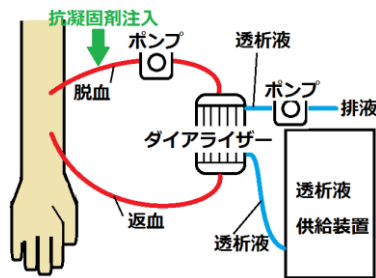 抗凝固剤注入
ポンプ
脱血
透析液
ポンプ
排液
ダイアライザー
返血
透析液
透析液
供給装置